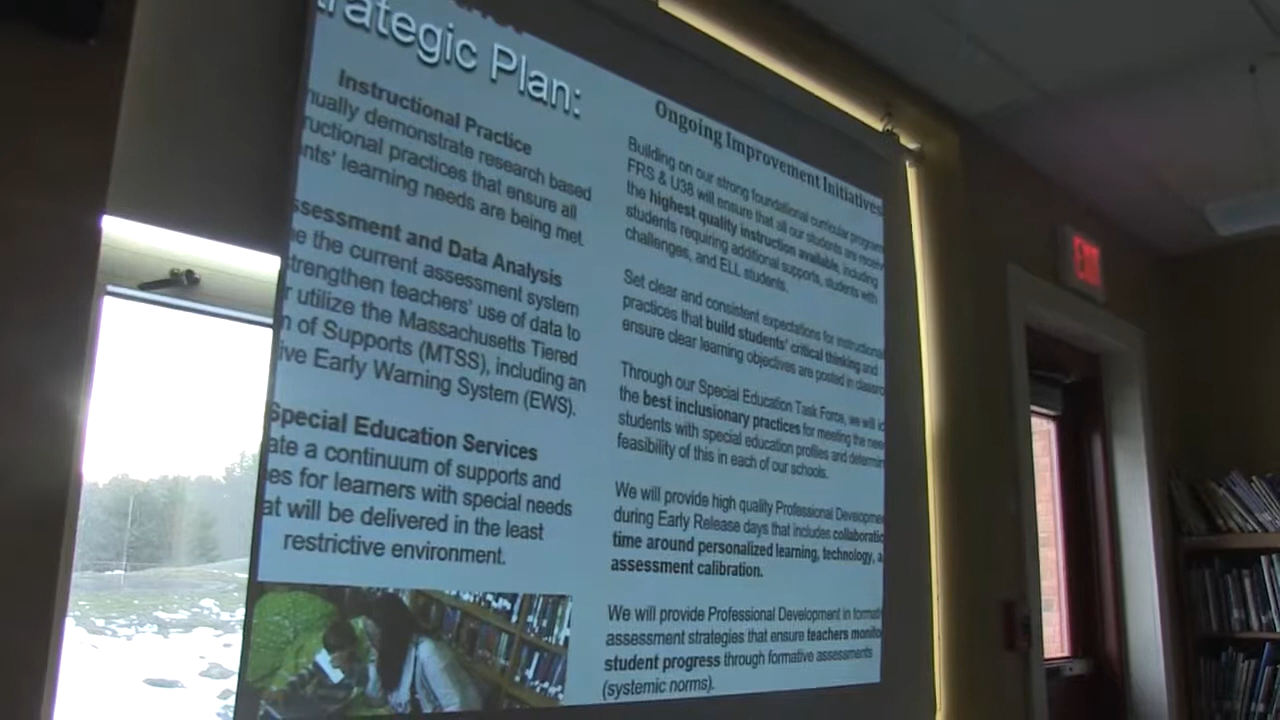 Strategic Plan:
Instructional Practice
nually demonstrate research based
ructional practices that ensure all
nts' learning needs are being met.
ssessment and Data Analysis
e the current assessment system
trengthen teachers' use of data to
r utilize the Massachusetts Tiered
m of Supports (MTSS), including an
ive Early Warning System (EWS).
Special Education Services
ate a continuum of supports and
es for learners with special needs
at will be delivered in the least
restrictive environment.
Ongoing Improvement Initiatives
Building on our strong foundational curricular program
FRS & U38 will ensure that all our students are receiv
the highest quality instruction available, including
students requiring additional supports, students with
challenges, and ELL students.
Set clear and consistent expectations for instructional
practices that build students' critical thinking and
ensure clear learning objectives are posted in classro
Through our Special Education Task Force, we will id
the best inclusionary practices for meeting the nee
students with special education profiles and determin
feasibility of this in each of our schools.
We will provide high quality Professional Developme
during Early Release days that includes collaboratio
time around personalized learning, technology, a
assessment calibration.
We will provide Professional Development in formati
assessment strategies that ensure teachers monito
student progress through formative assessments
(systemic norms).
EXIT